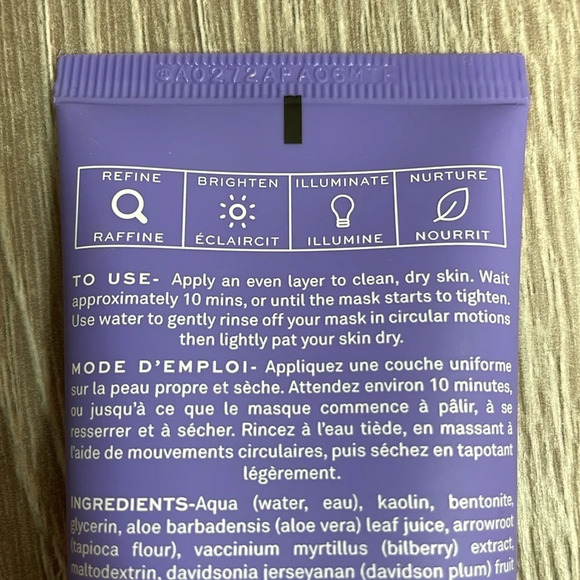 REFINE BRIGHTEN ILLUMINATE NURTURE
RAFFINE ÉCLAIRCIT ILLUMINE NOURRIT
TO USE- Apply an even layer to clean, dry skin. Wait
approximately 10 mins, or until the mask starts to tighten.
Use water to gently rinse off your mask in circular motions
then lightly pat your skin dry.
MODE D'EMPLOI- Appliquez une couche uniforme
sur la peau propre et sèche. Attendez environ 10 minutes,
ou jusqu'à ce que le masque commence à pâlir, à se
resserrer et à sécher. Rincez à l'eau tiède, en massant à
l'aide de mouvements circulaires, puis séchez en tapotant
légèrement.
INGREDIENTS-Aqua (water, eau), kaolin, bentonite,
glycerin, aloe barbadensis (aloe vera) leaf juice, arrowroot
(tapioca flour), vaccinium myrtillus (bilberry) extract,
maltodextrin, davidsonia jerseyanan (davidson plum) fruit